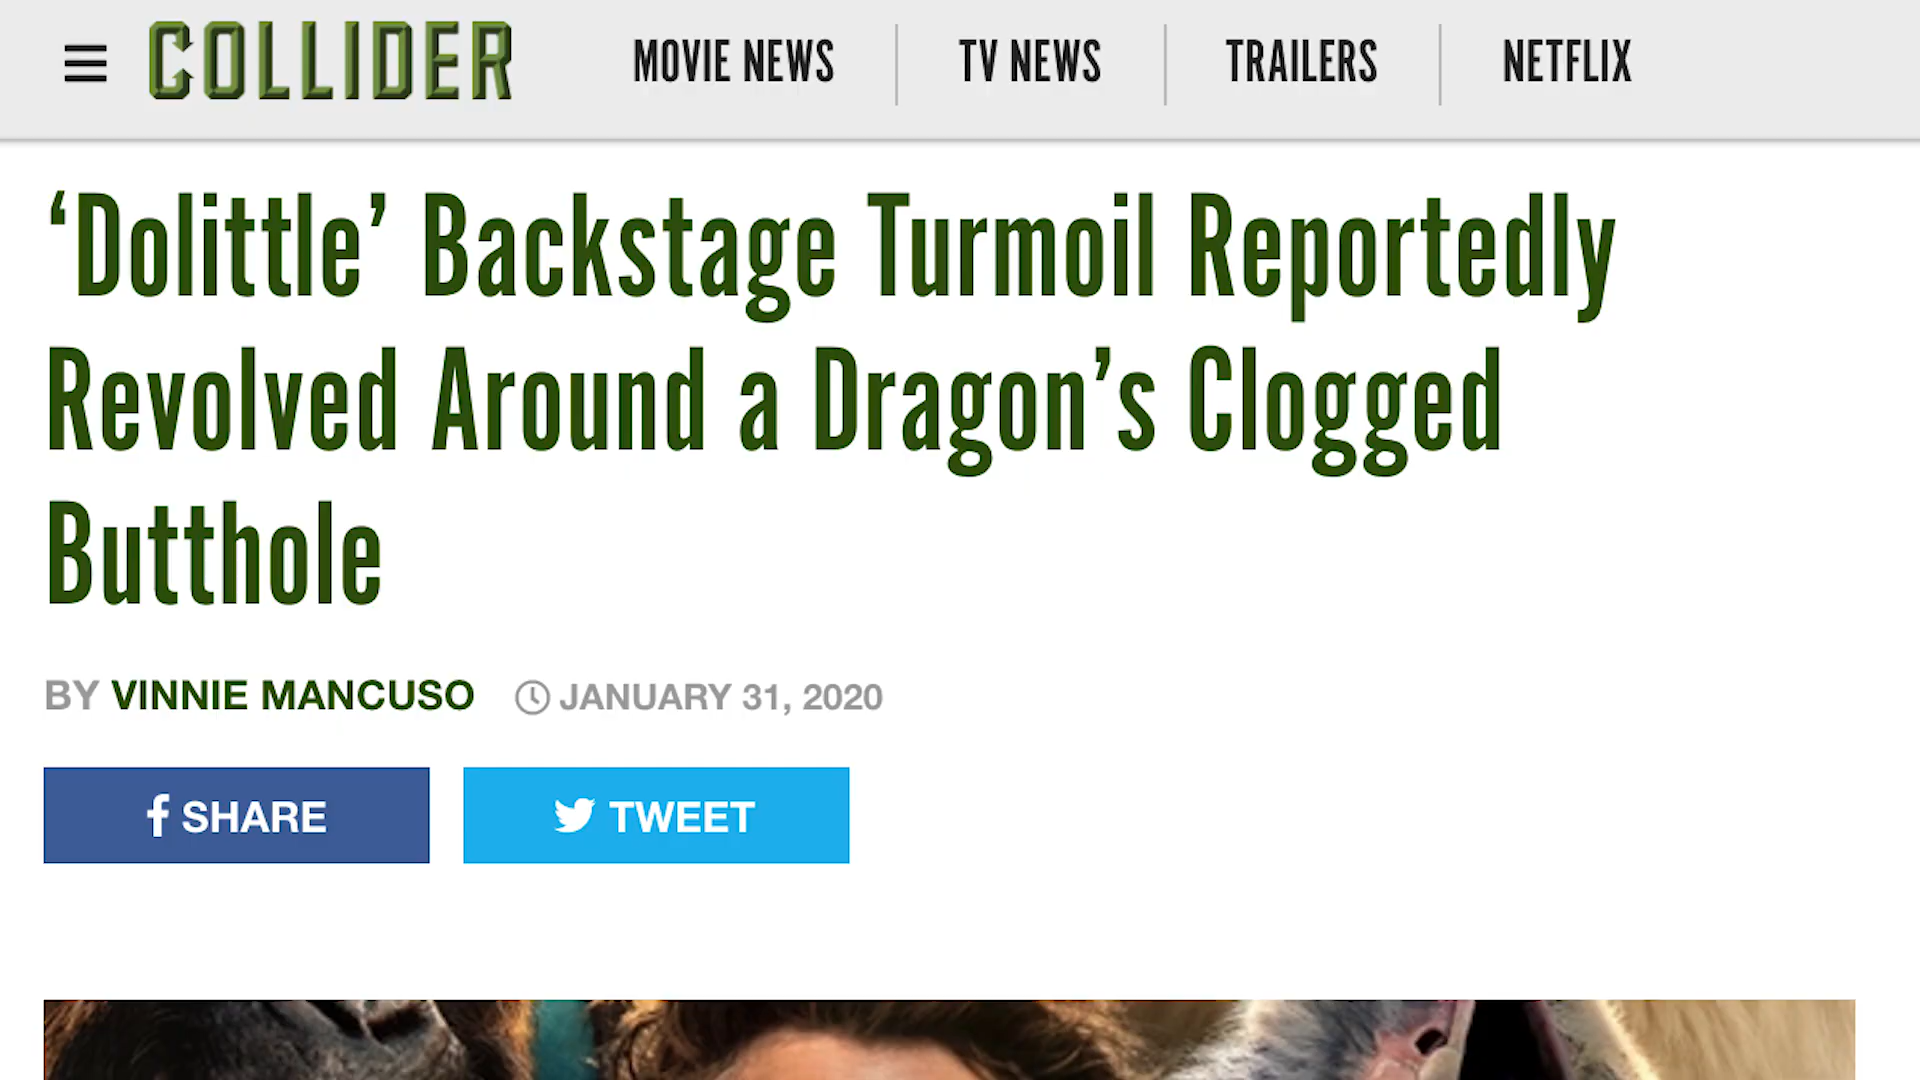 COLLIDER MOVIE NEWS TV NEWS TRAILERS NETFLIX
‘Dolittle’ Backstage Turmoil Reportedly
Revolved Around a Dragon’s Clogged
Butthole
BY VINNIE MANCUSO JANUARY 31, 2020
f SHARE TWEET